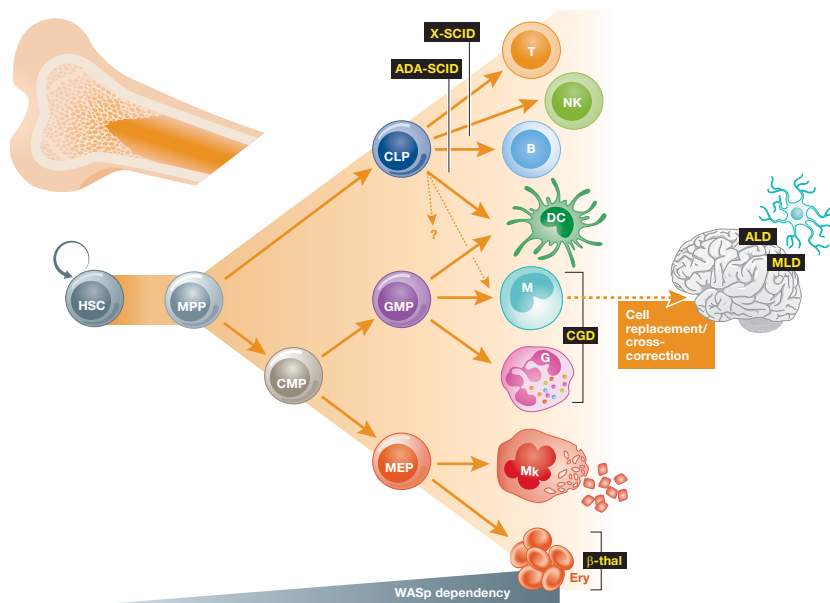 X-SCID
ADA-SCID
T
NK
CLP
B
DC
?
ALD
MLD
HSC
MPP
GMP
M
CGD
Cell
replacement/
cross-
correction
G
CMP
MEP
Mk
β-thal
Ery
WASp dependency